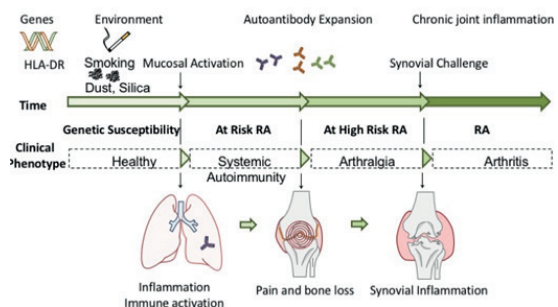 Genes
Environment
Autoantibody Expansion
Chronic joint inflammation
HLA-DR
Smoking
Dust, Silica
Mucosal Activation
Synovial Challenge
Time
Genetic Susceptibility
At Risk RA
At High Risk RA
RA
Clinical
Phenotype
Healthy
Systemic
Autoimmunity
Arthralgia
Arthritis
Inflammation
Immune activation
Pain and bone loss
Synovial Inflammation